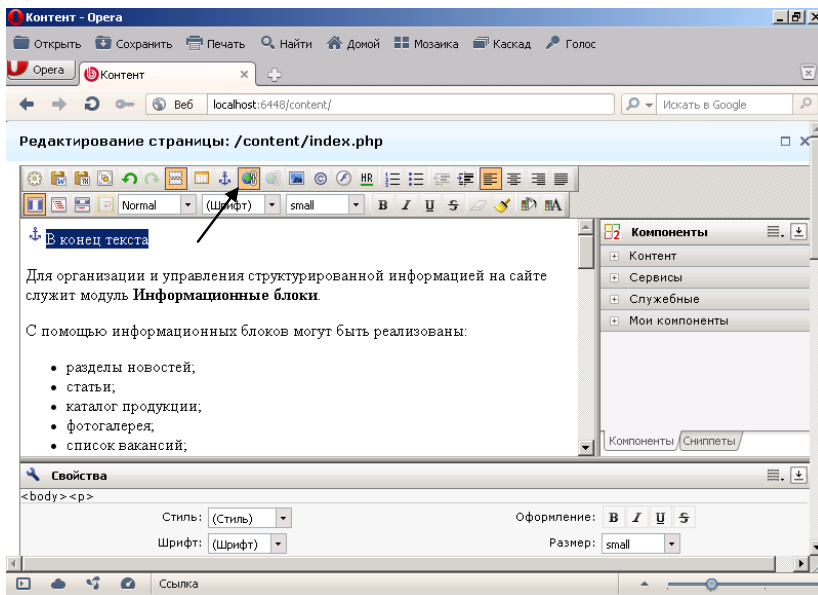 Контент - Opera
Открыть Сохранить Печать Найти Домой Мозаика Каскад Голос
Opera Контент
Веб localhost:6448/content/ Искать в Google
Редактирование страницы: /content/index.php
HR
Normal (Шрифт) small B I U S
В конец текста
Для организации и управления структурированной информацией на сайте
служит модуль Информационные блоки.
С помощью информационных блоков могут быть реализованы:
• разделы новостей;
• статьи;
• каталог продукции;
• фотогалерея;
• список вакансий;
Компоненты
Контент
Сервисы
Служебные
Мои компоненты
Компоненты Сниппеты
Свойства
<body><p>
Стиль: (Стиль) Оформление: B I U S
Шрифт: (Шрифт) Размер: small
Ссылка